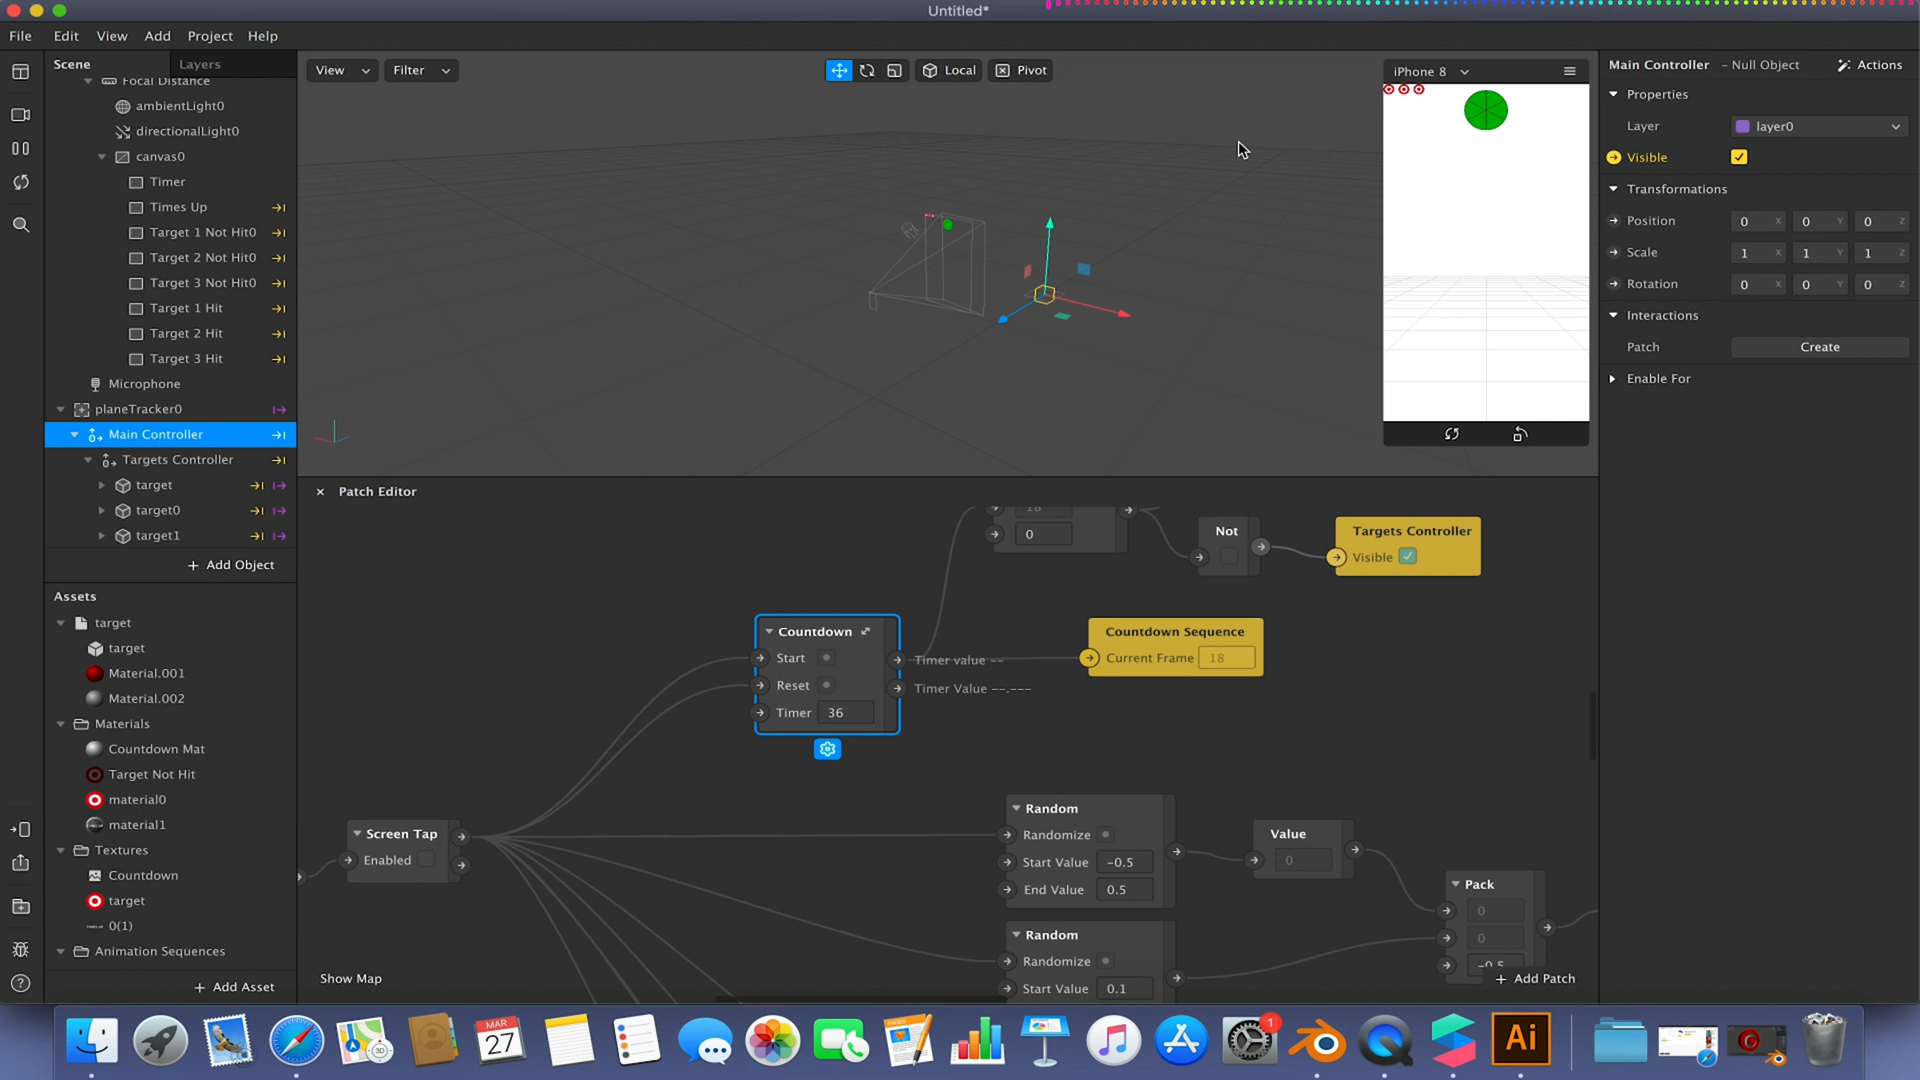 Untitled*
File Edit View Add Project Help
Scene Layers
Focal Distance
ambientLight0
directionalLight0
canvas0
Timer
Times Up
Target 1 Not Hit0
Target 2 Not Hit0
Target 3 Not Hit0
Target 1 Hit
Target 2 Hit
Target 3 Hit
Microphone
planeTracker0
Main Controller
Targets Controller
target
target0
target1
+ Add Object
Assets
target
target
Material.001
Material.002
Materials
Countdown Mat
Target Not Hit
material0
material1
Textures
Countdown
target
0(1)
Animation Sequences
+ Add Asset
View Filter
Local Pivot
iPhone 8
Main Controller - Null Object Actions
Properties
Layer layer0
Visible
Transformations
Position 0 X 0 Y 0 Z
Scale 1 X 1 Y 1 Z
Rotation 0 X 0 Y 0 Z
Interactions
Patch Create
Enable For
× Patch Editor
18
0
Not
Targets Controller
Visible
Countdown
Start
Reset
Timer 36
Timer value --
Timer Value --.---
Countdown Sequence
Current Frame 18
Screen Tap
Enabled
Random
Randomize
Start Value -0.5
End Value 0.5
Value
0
Pack
0
0
-0.5
Random
Randomize
Start Value 0.1
Show Map
+ Add Patch
MAR
27
3D
1
Ai